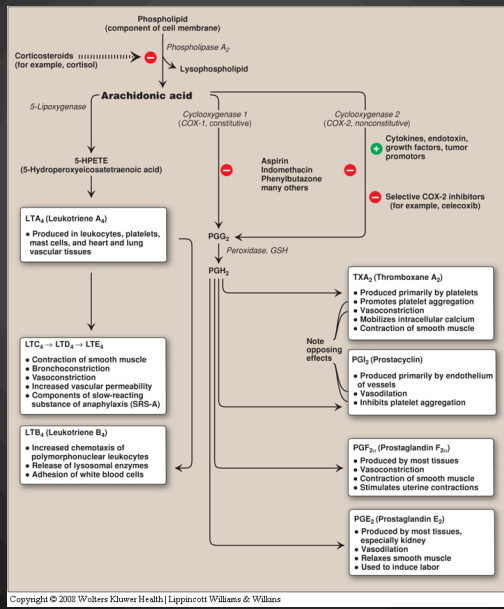 Phospholipid
(component of cell membrane)
Phospholipase A2
Corticosteroids
(for example, cortisol)
Lysophospholipid
Arachidonic acid
5-Lipoxygenase
Cyclooxygenase 1
(COX-1, constitutive)
Cyclooxygenase 2
(COX-2, nonconstitutive)
Cytokines, endotoxin,
growth factors, tumor
promotors
5-HPETE
(5-Hydroperoxyeicosatetraenoic acid)
Aspirin
Indomethacin
Phenylbutazone
many others
Selective COX-2 inhibitors
(for example, celecoxib)
LTA4 (Leukotriene A4)
• Produced in leukocytes, platelets,
mast cells, and heart and lung
vascular tissues
PGG2
Peroxidase, GSH
PGH2
TXA2 (Thromboxane A2)
• Produced primarily by platelets
• Promotes platelet aggregation
• Vasoconstriction
• Mobilizes intracellular calcium
• Contraction of smooth muscle
Note
opposing
effects
LTC4 → LTD4 → LTE4
• Contraction of smooth muscle
• Bronchoconstriction
• Vasoconstriction
• Increased vascular permeability
• Components of slow-reacting
substance of anaphylaxis (SRS-A)
PGI2 (Prostacyclin)
• Produced primarily by endothelium
of vessels
• Vasodilation
• Inhibits platelet aggregation
LTB4 (Leukotriene B4)
• Increased chemotaxis of
polymorphonuclear leukocytes
• Release of lysosomal enzymes
• Adhesion of white blood cells
PGF2α (Prostaglandin F2α)
• Produced by most tissues
• Vasoconstriction
• Contraction of smooth muscle
• Stimulates uterine contractions
PGE2 (Prostaglandin E2)
• Produced by most tissues,
especially kidney
• Vasodilation
• Relaxes smooth muscle
• Used to induce labor
Copyright © 2008 Wolters Kluwer Health | Lippincott Williams & Wilkins